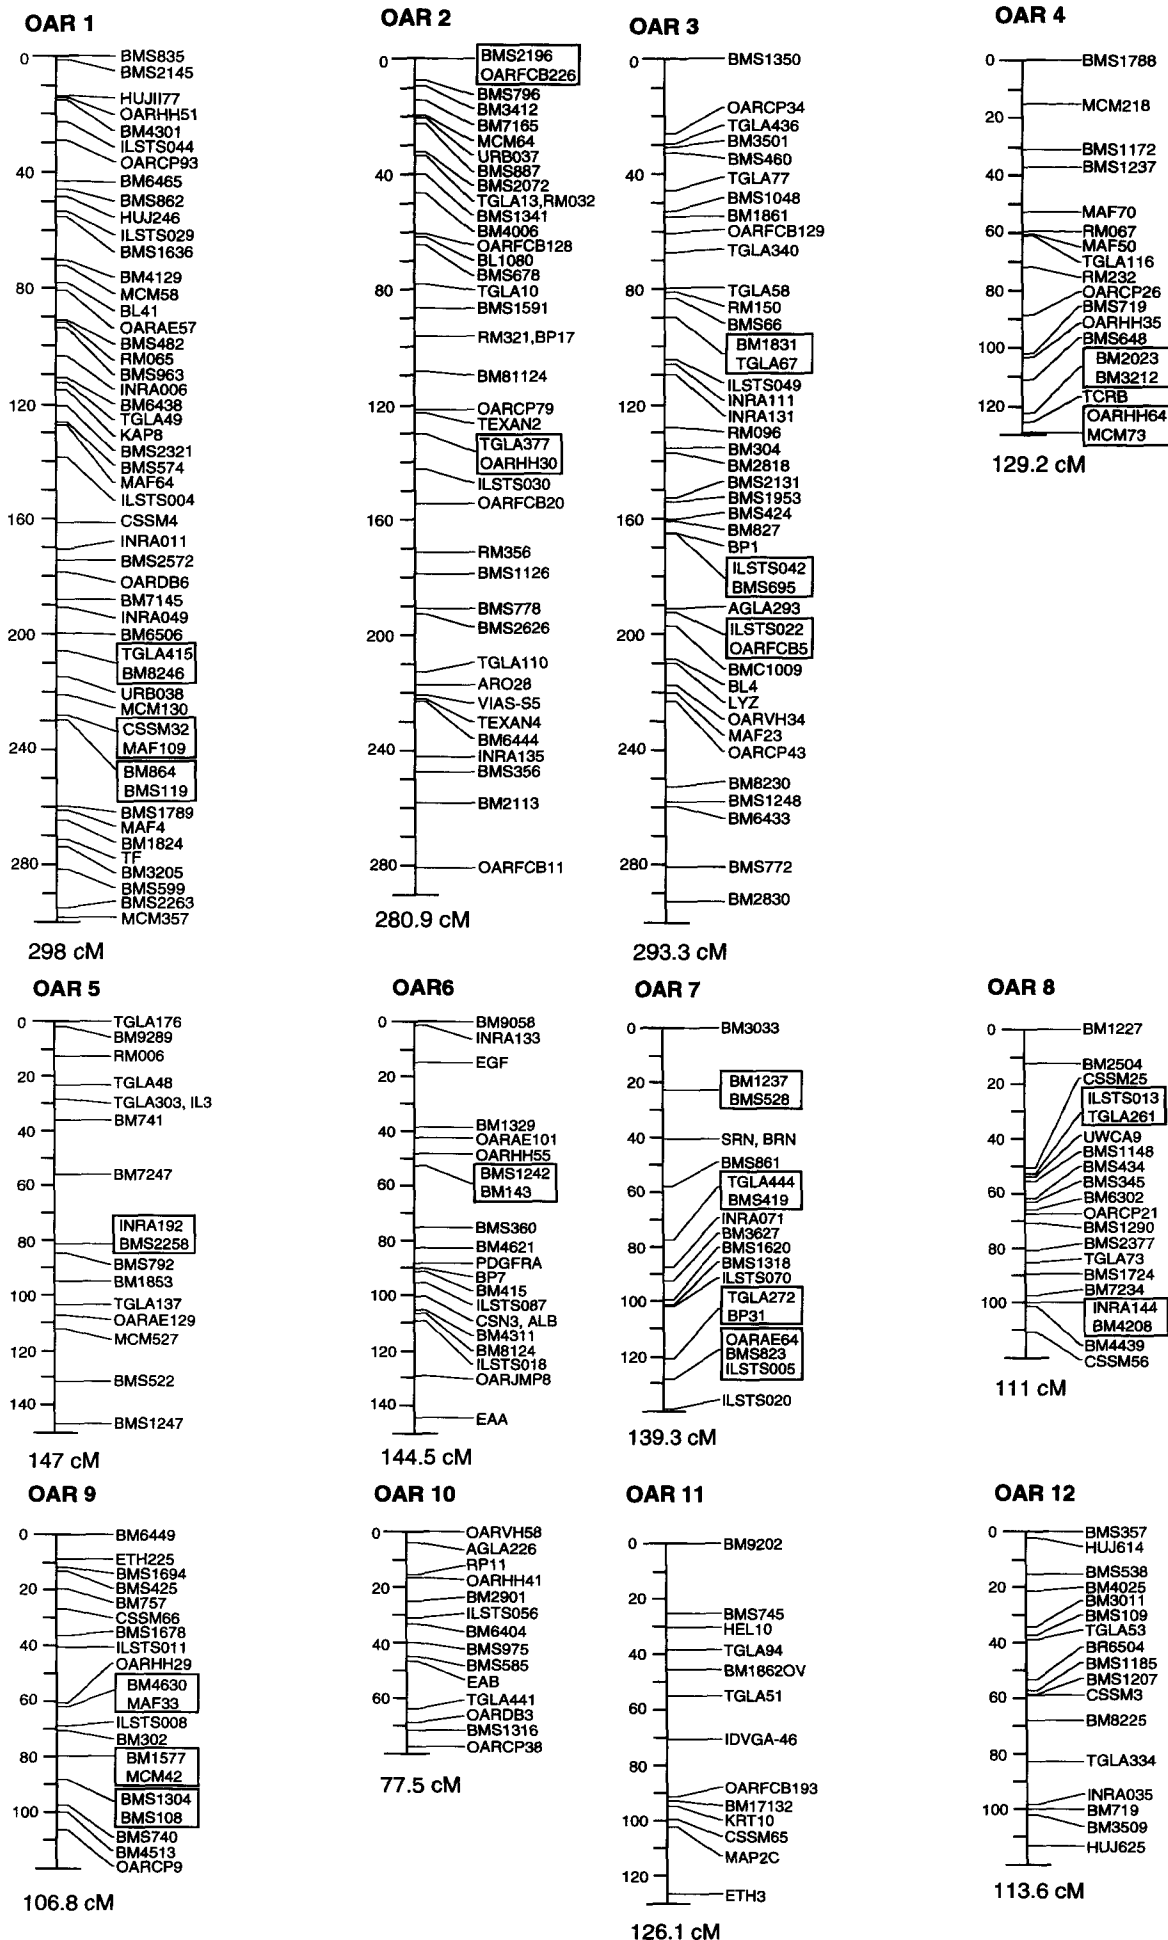 OAR 1
0
BMS835
BMS2145
HUJII77
OARHH51
BM4301
ILSTS044
OARCP93
40
BM6465
BMS862
HUJ246
ILSTS029
BMS1636
BM4129
80
MCM58
BL41
OARAE57
BMS482
RM065
BMS963
INRA006
120
BM6438
TGLA49
KAP8
BMS2321
BMS574
MAF64
ILSTS004
160
CSSM4
INRA011
BMS2572
OARDB6
BM7145
INRA049
200
BM6506
TGLA415
BM8246
URB038
MCM130
CSSM32
240
MAF109
BM864
BMS119
BMS1789
MAF4
BM1824
TF
280
BM3205
BMS599
BMS2263
MCM357
298 cM
OAR 2
0
BMS2196
OARFCB226
BMS796
BM3412
BM7165
MCM64
URB037
40
BMS887
BMS2072
TGLA13,RM032
BMS1341
BM4006
OARFCB128
BL1080
BMS678
80
TGLA10
BMS1591
RM321,BP17
BM81124
120
OARCP79
TEXAN2
TGLA377
OARHH30
ILSTS030
160
OARFCB20
RM356
BMS1126
BMS778
200
BMS2626
TGLA110
ARO28
VIAS-S5
TEXAN4
BM6444
240
INRA135
BMS356
BM2113
280
OARFCB11
280.9 cM
OAR 3
0
BMS1350
OARCP34
TGLA436
BM3501
BMS460
40
TGLA77
BMS1048
BM1861
OARFCB129
TGLA340
80
TGLA58
RM150
BMS66
BM1831
TGLA67
ILSTS049
120
INRA111
INRA131
RM096
BM304
BM2818
BMS2131
BMS1953
160
BMS424
BM827
BP1
ILSTS042
BMS695
AGLA293
200
ILSTS022
OARFCB5
BMC1009
BL4
LYZ
OARVH34
MAF23
240
OARCP43
BM8230
BMS1248
BM6433
280
BMS772
BM2830
293.3 cM
OAR 4
0
BMS1788
MCM218
20
BMS1172
BMS1237
40
MAF70
60
RM067
MAF50
TGLA116
RM232
80
OARCP26
BMS719
OARHH35
BMS648
100
BM2023
BM3212
TCRB
120
OARHH64
MCM73
129.2 cM
OAR 5
0
TGLA176
BM9289
RM006
20
TGLA48
TGLA303, IL3
40
BM741
BM7247
60
INRA192
80
BMS2258
BMS792
BM1853
100
TGLA137
OARAE129
MCM527
120
BMS522
140
BMS1247
147 cM
OAR6
0
BM9058
INRA133
EGF
20
BM1329
40
OARAE101
OARHH55
BMS1242
60
BM143
BMS360
80
BM4621
PDGFRA
BP7
BM415
100
ILSTS087
CSN3, ALB
BM4311
120
BM8124
ILSTS018
OARJMP8
140
EAA
144.5 cM
OAR 7
0
BM3033
20
BM1237
BMS528
40
SRN, BRN
BMS861
60
TGLA444
BMS419
INRA071
80
BM3627
BMS1620
BMS1318
ILSTS070
100
TGLA272
BP31
120
OARAE64
BMS823
ILSTS005
ILSTS020
139.3 cM
OAR 8
0
BM1227
BM2504
20
CSSM25
ILSTS013
TGLA261
40
UWCA9
BMS1148
BMS434
60
BMS345
BM6302
OARCP21
BMS1290
80
BMS2377
TGLA73
BMS1724
BM7234
100
INRA144
BM4208
BM4439
CSSM56
111 cM
OAR 9
0
BM6449
ETH225
BMS1694
20
BMS425
BM757
CSSM66
BMS1678
40
ILSTS011
OARHH29
BM4630
60
MAF33
ILSTS008
BM302
80
BM1577
MCM42
BMS1304
100
BMS108
BMS740
BM4513
OARCP9
106.8 cM
OAR 10
0
OARVH58
AGLA226
RP11
20
OARHH41
BM2901
ILSTS056
BM6404
40
BMS975
BMS585
EAB
60
TGLA441
OARDB3
BMS1316
OARCP38
77.5 cM
OAR 11
0
BM9202
20
BMS745
HEL10
40
TGLA94
BM1862OV
TGLA51
60
IDVGA-46
80
OARFCB193
BM17132
100
KRT10
CSSM65
MAP2C
120
ETH3
126.1 cM
OAR 12
0
BMS357
HUJ614
BMS538
20
BM4025
BM3011
BMS109
TGLA53
40
BR6504
BMS1185
BMS1207
60
CSSM3
BM8225
80
TGLA334
INRA035
100
BM719
BM3509
HUJ625
113.6 cM